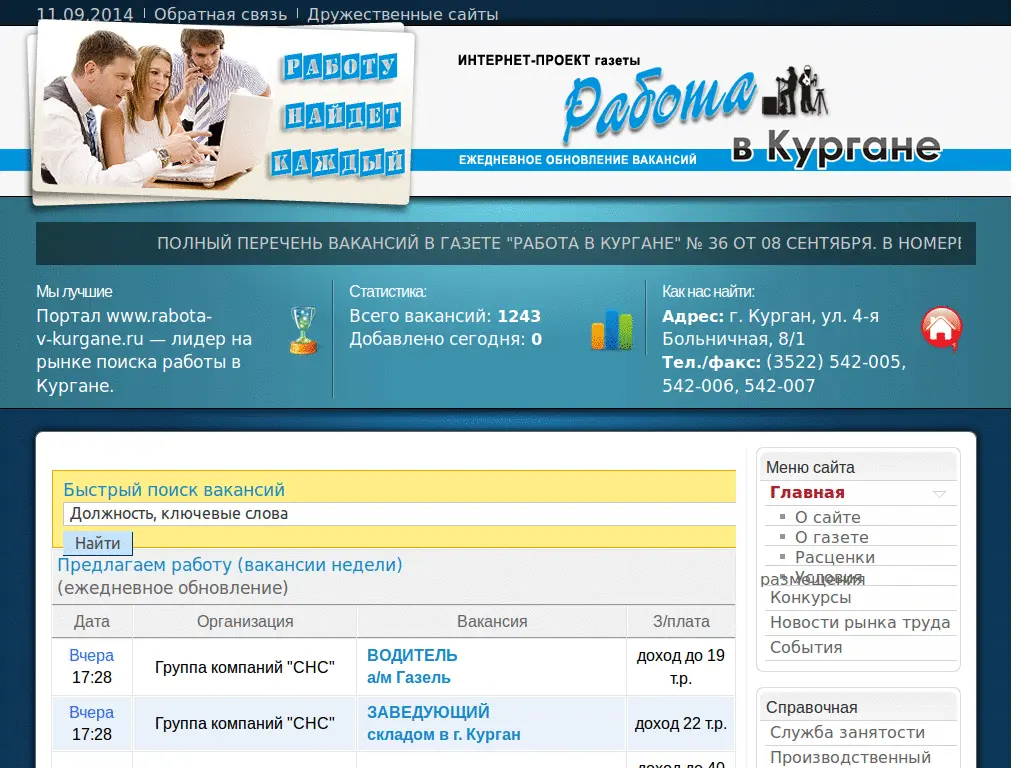 11.09.2014 Обратная связь Дружественные сайты
РАБОТУ
НАЙДЕТ
КАЖДЫЙ
ИНТЕРНЕТ-ПРОЕКТ газеты
Работа
в Кургане
ЕЖЕДНЕВНОЕ ОБНОВЛЕНИЕ ВАКАНСИЙ
ПОЛНЫЙ ПЕРЕЧЕНЬ ВАКАНСИЙ В ГАЗЕТЕ "РАБОТА В КУРГАНЕ" № 36 ОТ 08 СЕНТЯБРЯ. В НОМЕРЕ
Мы лучшие
Портал www.rabota-
v-kurgane.ru — лидер на
рынке поиска работы в
Кургане.
Статистика:
Всего вакансий: 1243
Добавлено сегодня: 0
Как нас найти:
Адрес: г. Курган, ул. 4-я
Больничная, 8/1
Тел./факс: (3522) 542-005,
542-006, 542-007
Быстрый поиск вакансий
Должность, ключевые слова
Найти
Предлагаем работу (вакансии недели)
(ежедневное обновление)
Дата Организация Вакансия З/плата
Вчера
17:28
Группа компаний "СНС"
ВОДИТЕЛЬ
а/м Газель
доход до 19
т.р.
Вчера
17:28
Группа компаний "СНС"
ЗАВЕДУЮЩИЙ
складом в г. Курган
доход 22 т.р.
доход до 40
Меню сайта
Главная
О сайте
О газете
Расценки
Условия
размещения
Конкурсы
Новости рынка труда
События
Справочная
Служба занятости
Производственный